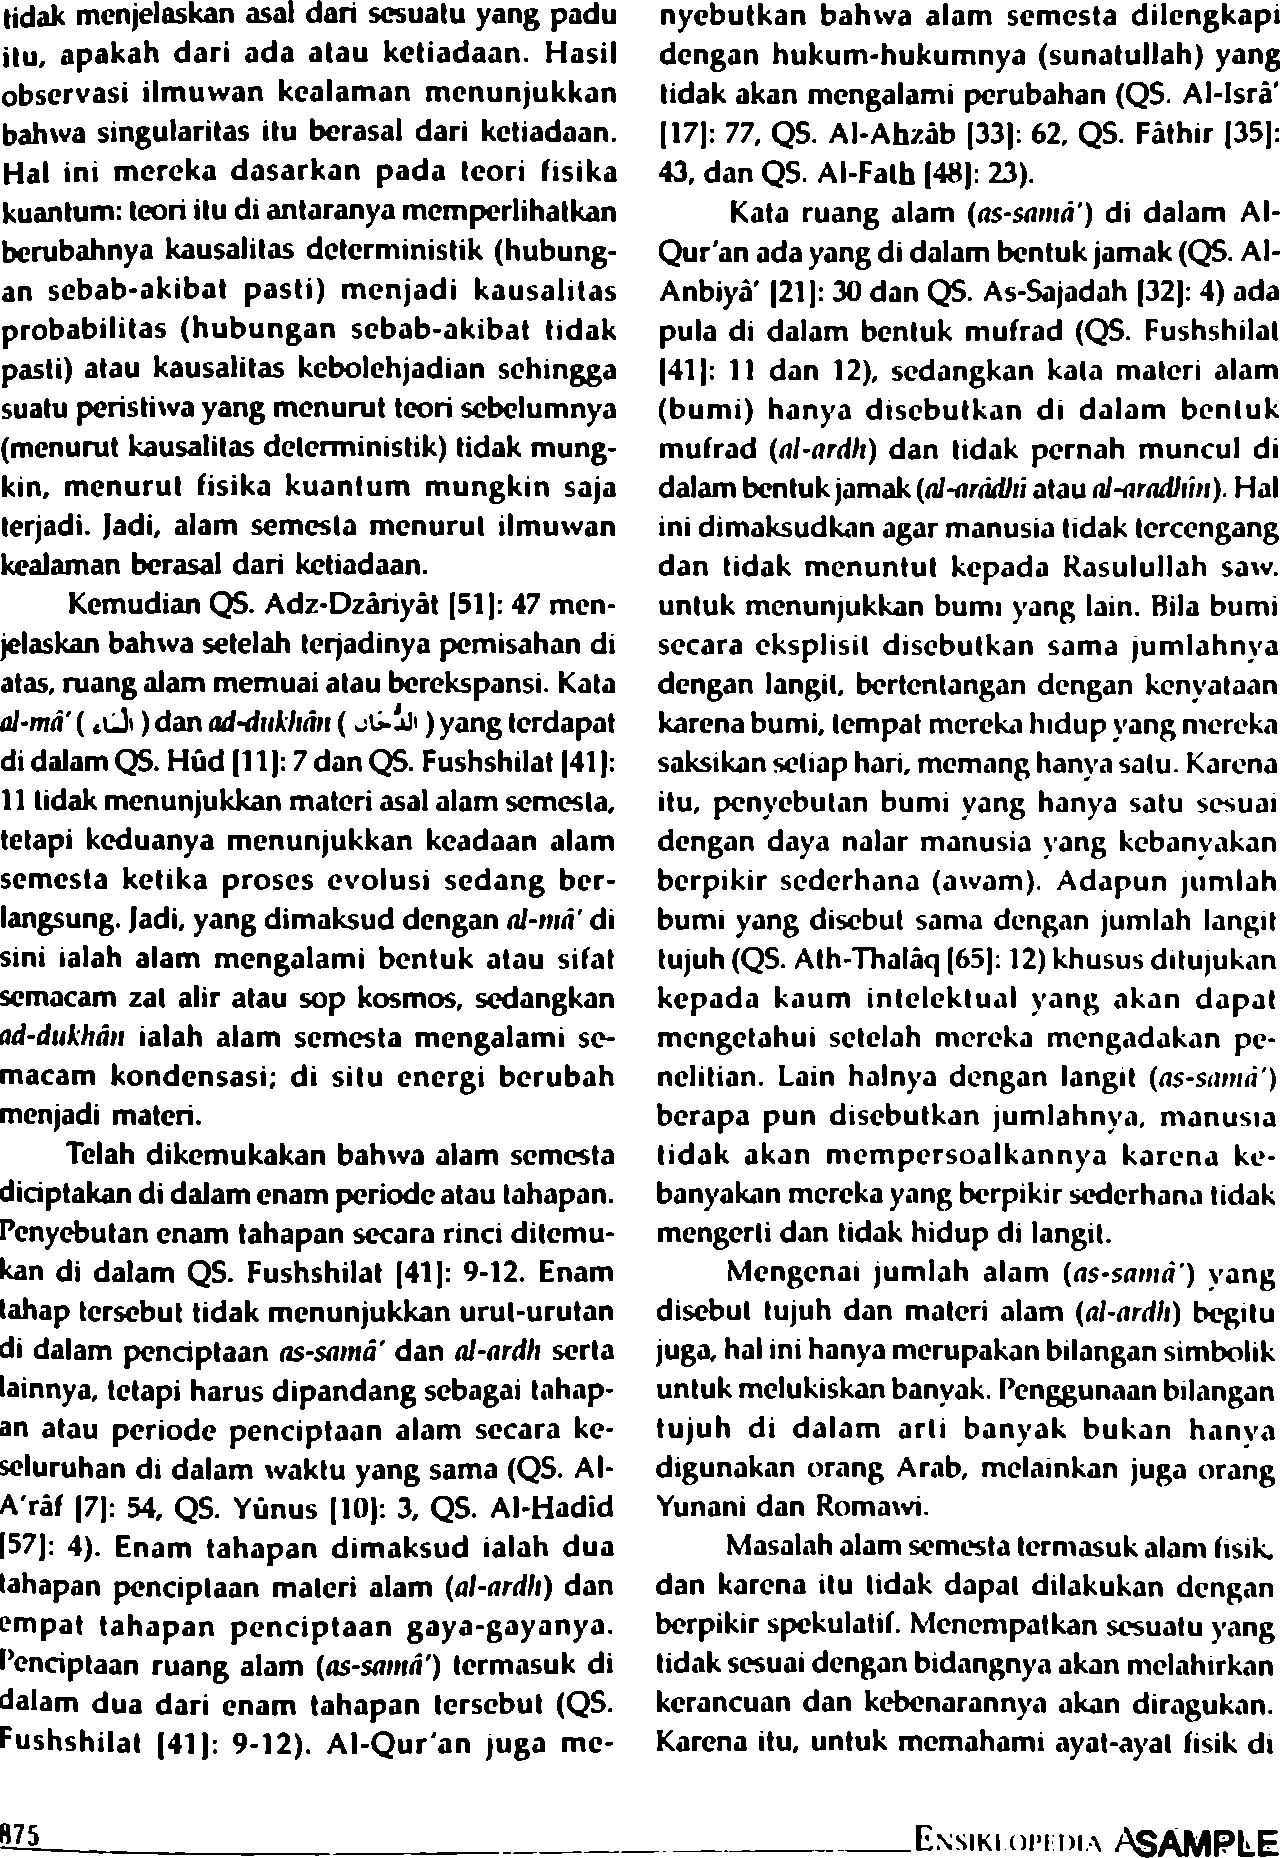 tidak menjelaskan asal dari sesuatu yang padu
itu, apakah dari ada atau ketiadaan. Hasil
observasi ilmuwan kealaman menunjukkan
bahwa singularitas itu berasal dari ketiadaan.
Hal ini mereka dasarkan pada teori fisika
kuantum: teori itu di antaranya memperlihatkan
berubahnya kausalitas deterministik (hubung-
an sebab-akibat pasti) menjadi kausalitas
probabilitas (hubungan sebab-akibat tidak
pasti) atau kausalitas kebolehjadian sehingga
suatu peristiwa yang menurut teori sebelumnya
(menurut kausalitas deterministik) tidak mung-
kin, menurut fisika kuantum mungkin saja
terjadi. Jadi, alam semesta menurut ilmuwan
kealaman berasal dari ketiadaan.
Kemudian QS. Adz-Dzâriyât [51]: 47 men-
jelaskan bahwa setelah terjadinya pemisahan di
atas, ruang alam memuai atau berekspansi. Kata
al-mâ' ( الماء ) dan ad-dukhân ( الدخان ) yang terdapat
di dalam QS. Hûd [11]: 7 dan QS. Fushshilat [41]:
11 tidak menunjukkan materi asal alam semesta,
tetapi keduanya menunjukkan keadaan alam
semesta ketika proses evolusi sedang ber-
langsung. Jadi, yang dimaksud dengan al-mâ' di
sini ialah alam mengalami bentuk atau sifat
semacam zat alir atau sop kosmos, sedangkan
ad-dukhân ialah alam semesta mengalami se-
macam kondensasi; di situ energi berubah
menjadi materi.
Telah dikemukakan bahwa alam semesta
diciptakan di dalam enam periode atau tahapan.
Penyebutan enam tahapan secara rinci ditemu-
kan di dalam QS. Fushshilat [41]: 9-12. Enam
tahap tersebut tidak menunjukkan urut-urutan
di dalam penciptaan as-samâ' dan al-ardh serta
lainnya, tetapi harus dipandang sebagai tahap-
an atau periode penciptaan alam secara ke-
seluruhan di dalam waktu yang sama (QS. Al-
A'râf [7]: 54, QS. Yûnus [10]: 3, QS. Al-Hadîd
[57]: 4). Enam tahapan dimaksud ialah dua
tahapan penciptaan materi alam (al-ardh) dan
empat tahapan penciptaan gaya-gayanya.
Penciptaan ruang alam (as-samâ') termasuk di
dalam dua dari enam tahapan tersebut (QS.
Fushshilat [41]: 9-12). Al-Qur'an juga me-
nyebutkan bahwa alam semesta dilengkapi
dengan hukum-hukumnya (sunatullah) yang
tidak akan mengalami perubahan (QS. Al-Isrâ'
[17]: 77, QS. Al-Ahzâb [33]: 62, QS. Fâthir [35]:
43, dan QS. Al-Fath [48]: 23).
Kata ruang alam (as-samâ') di dalam Al-
Qur'an ada yang di dalam bentuk jamak (QS. Al-
Anbiyâ' [21]: 30 dan QS. As-Sajadah [32]: 4) ada
pula di dalam bentuk mufrad (QS. Fushshilat
[41]: 11 dan 12), sedangkan kata materi alam
(bumi) hanya disebutkan di dalam bentuk
mufrad (al-ardh) dan tidak pernah muncul di
dalam bentuk jamak (al-arâdhî atau al-aradhîn). Hal
ini dimaksudkan agar manusia tidak tercengang
dan tidak menuntut kepada Rasulullah saw.
untuk menunjukkan bumi yang lain. Bila bumi
secara eksplisit disebutkan sama jumlahnya
dengan langit, bertentangan dengan kenyataan
karena bumi, tempat mereka hidup yang mereka
saksikan setiap hari, memang hanya satu. Karena
itu, penyebutan bumi yang hanya satu sesuai
dengan daya nalar manusia yang kebanyakan
berpikir sederhana (awam). Adapun jumlah
bumi yang disebut sama dengan jumlah langit
tujuh (QS. Ath-Thalâq [65]: 12) khusus ditujukan
kepada kaum intelektual yang akan dapat
mengetahui setelah mereka mengadakan pe-
nelitian. Lain halnya dengan langit (as-samâ')
berapa pun disebutkan jumlahnya, manusia
tidak akan mempersoalkannya karena ke-
banyakan mereka yang berpikir sederhana tidak
mengerti dan tidak hidup di langit.
Mengenai jumlah alam (as-samâ') yang
disebut tujuh dan materi alam (al-ardh) begitu
juga, hal ini hanya merupakan bilangan simbolik
untuk melukiskan banyak. Penggunaan bilangan
tujuh di dalam arti banyak bukan hanya
digunakan orang Arab, melainkan juga orang
Yunani dan Romawi.
Masalah alam semesta termasuk alam fisik,
dan karena itu tidak dapat dilakukan dengan
berpikir spekulatif. Menempatkan sesuatu yang
tidak sesuai dengan bidangnya akan melahirkan
kerancuan dan kebenarannya akan diragukan.
Karena itu, untuk memahami ayat-ayat fisik di
875
ENSIKLOPEDIA
SAMPLE